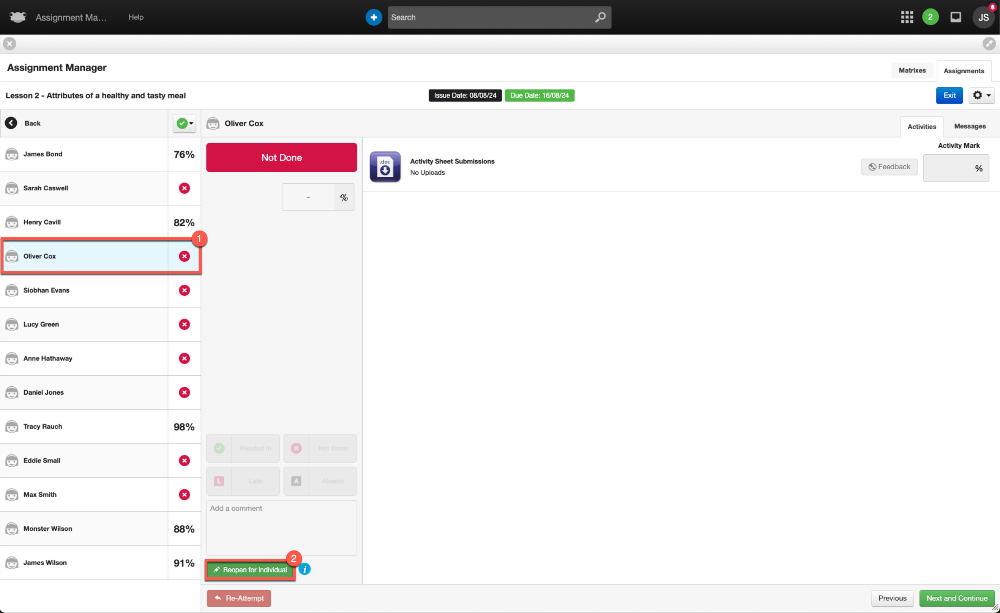 Assignment Ma...
Help
Search
2
JS
Assignment Manager
Matrixes
Assignments
Lesson 2 - Attributes of a healthy and tasty meal
Issue Date: 08/08/24
Due Date: 16/08/24
Exit
Back
Oliver Cox
Activities
Messages
James Bond
76%
Not Done
.doc
Activity Sheet Submissions
No Uploads
Feedback
Activity Mark
%
Sarah Caswell
- %
Henry Cavill
82%
1
Oliver Cox
Siobhan Evans
Lucy Green
Anne Hathaway
Daniel Jones
Tracy Rauch
98%
Handed In
Not Done
Eddie Small
L Late
A Absent
Max Smith
Add a comment
Monster Wilson
88%
James Wilson
91%
2
Reopen for Individual
i
Re-Attempt
Previous
Next and Continue